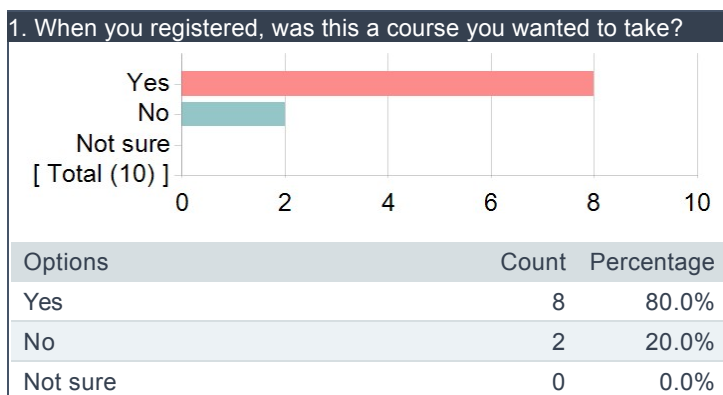 1. When you registered, was this a course you wanted to take?
Yes
No
Not sure
[ Total (10) ]
0 2 4 6 8 10
Options Count Percentage
Yes 8 80.0%
No 2 20.0%
Not sure 0 0.0%